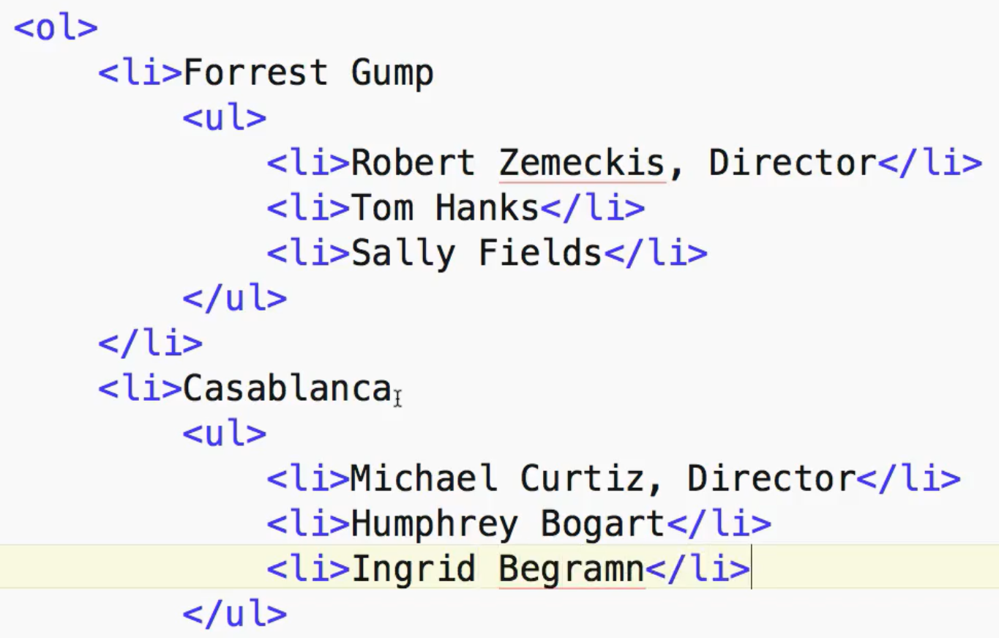 <ol>
<li>Forrest Gump
<ul>
<li>Robert Zemeckis, Director</li>
<li>Tom Hanks</li>
<li>Sally Fields</li>
</ul>
</li>
<li>Casablanca
<ul>
<li>Michael Curtiz, Director</li>
<li>Humphrey Bogart</li>
<li>Ingrid Begramn</li>
</ul>